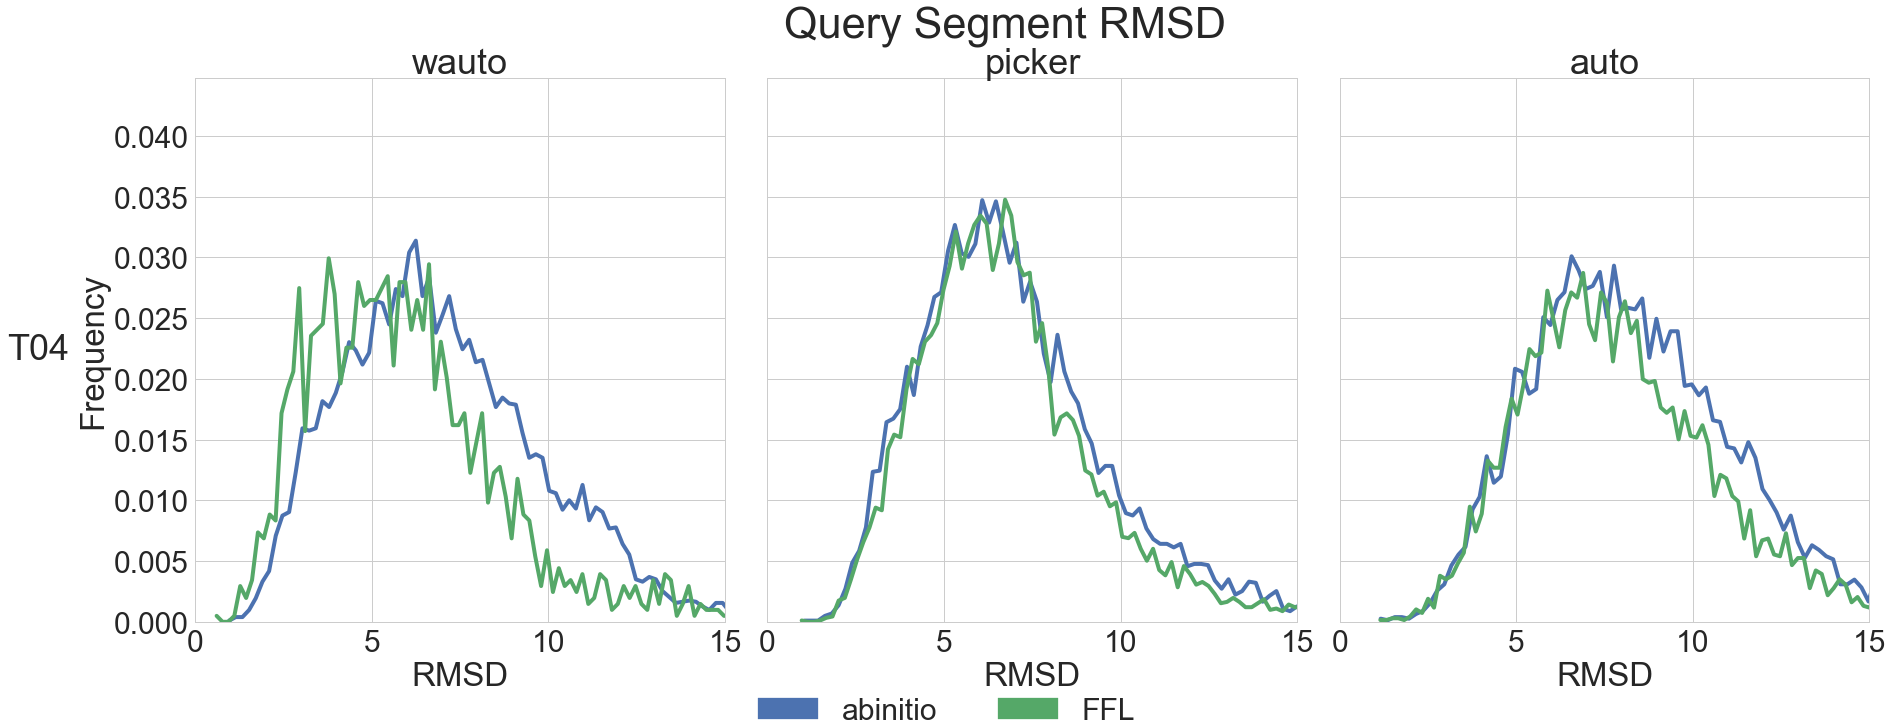 Query Segment RMSD
wauto
picker
auto
T04
Frequency
0.040
0.035
0.030
0.025
0.020
0.015
0.010
0.005
0.000
0 5 10 15
0 5 10 15
0 5 10 15
RMSD
RMSD
RMSD
abinitio FFL